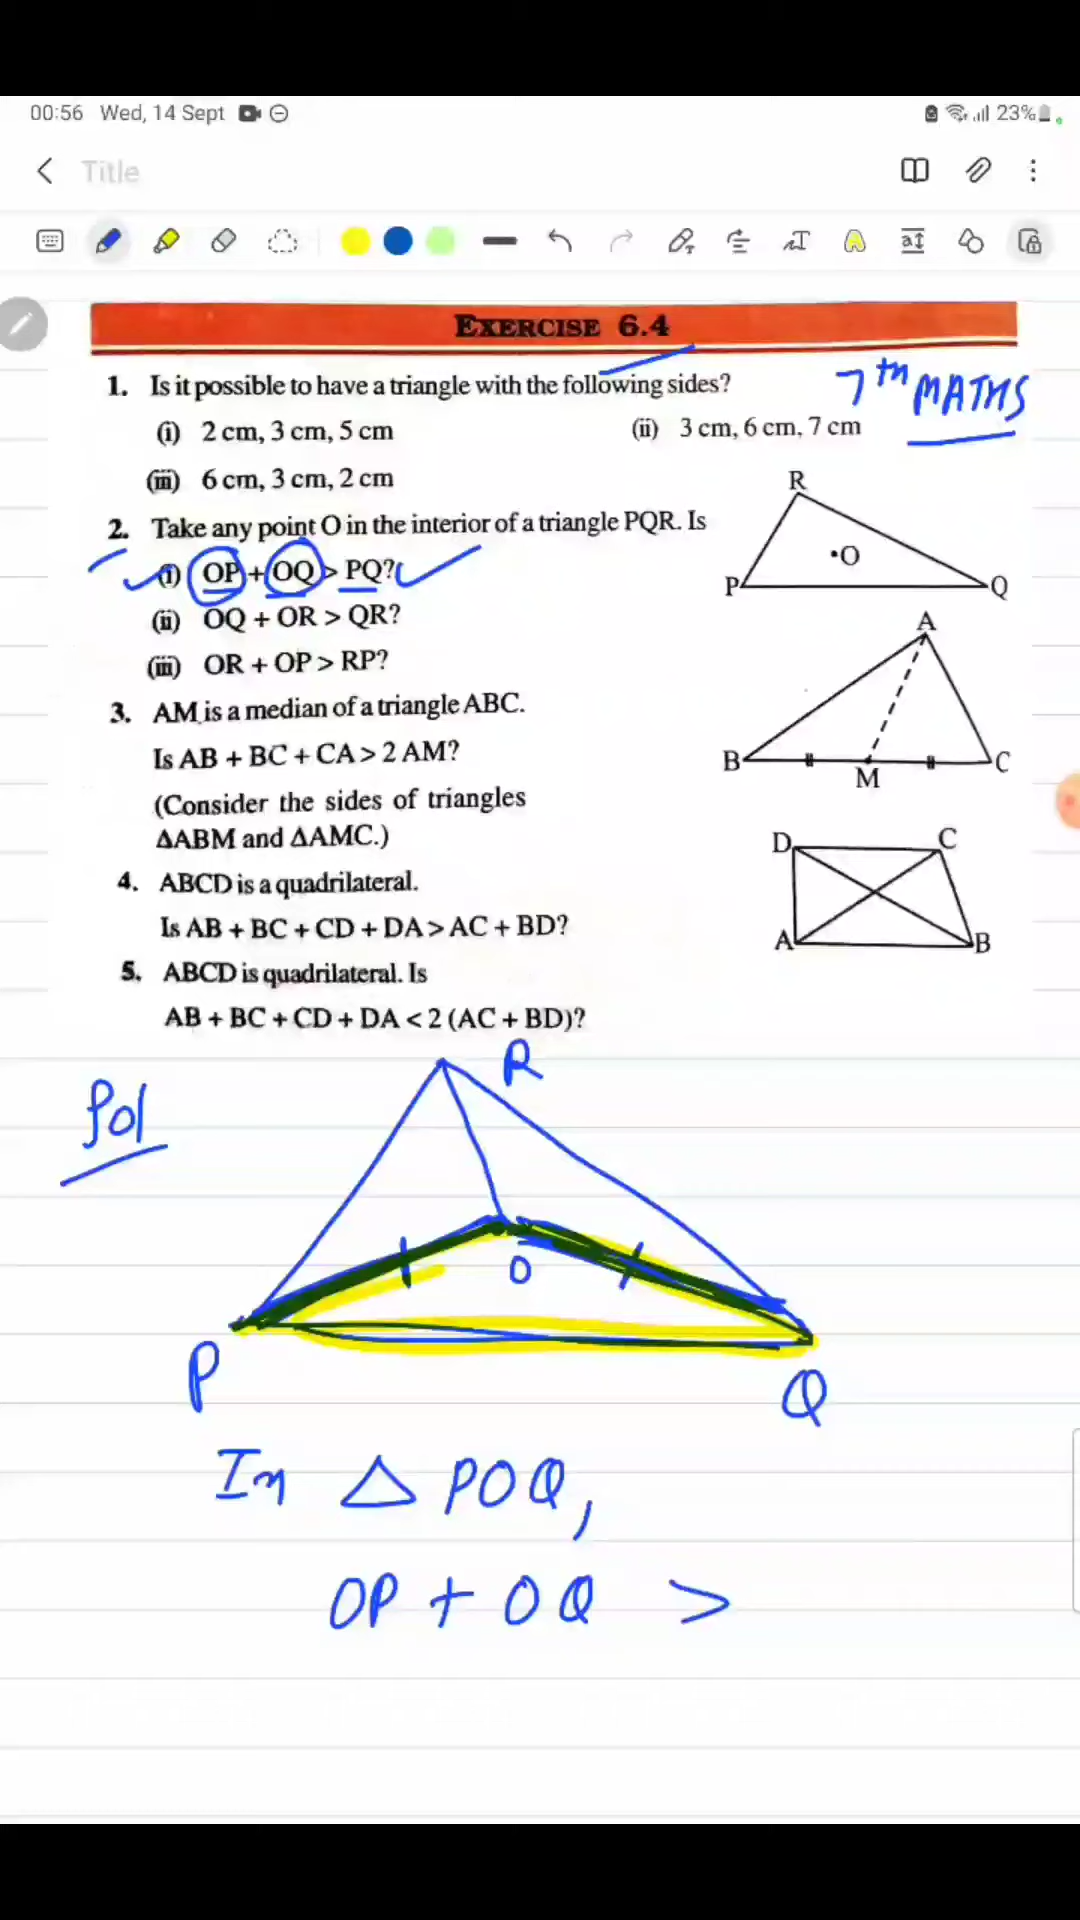 00:56 Wed, 14 Sept
23%
Title
EXERCISE 6.4
7th MATHS
1. Is it possible to have a triangle with the following sides?
(i) 2 cm, 3 cm, 5 cm
(ii) 3 cm, 6 cm, 7 cm
(iii) 6 cm, 3 cm, 2 cm
2. Take any point O in the interior of a triangle PQR. Is
(i) OP + OQ > PQ?
(ii) OQ + OR > QR?
(iii) OR + OP > RP?
R
O
P
Q
3. AM is a median of a triangle ABC.
Is AB + BC + CA > 2 AM?
(Consider the sides of triangles
ΔABM and ΔAMC.)
A
B
M
C
4. ABCD is a quadrilateral.
Is AB + BC + CD + DA > AC + BD?
D
C
A
B
5. ABCD is quadrilateral. Is
AB + BC + CD + DA < 2 (AC + BD)?
Sol
R
O
P
Q
In Δ POQ,
OP + OQ >